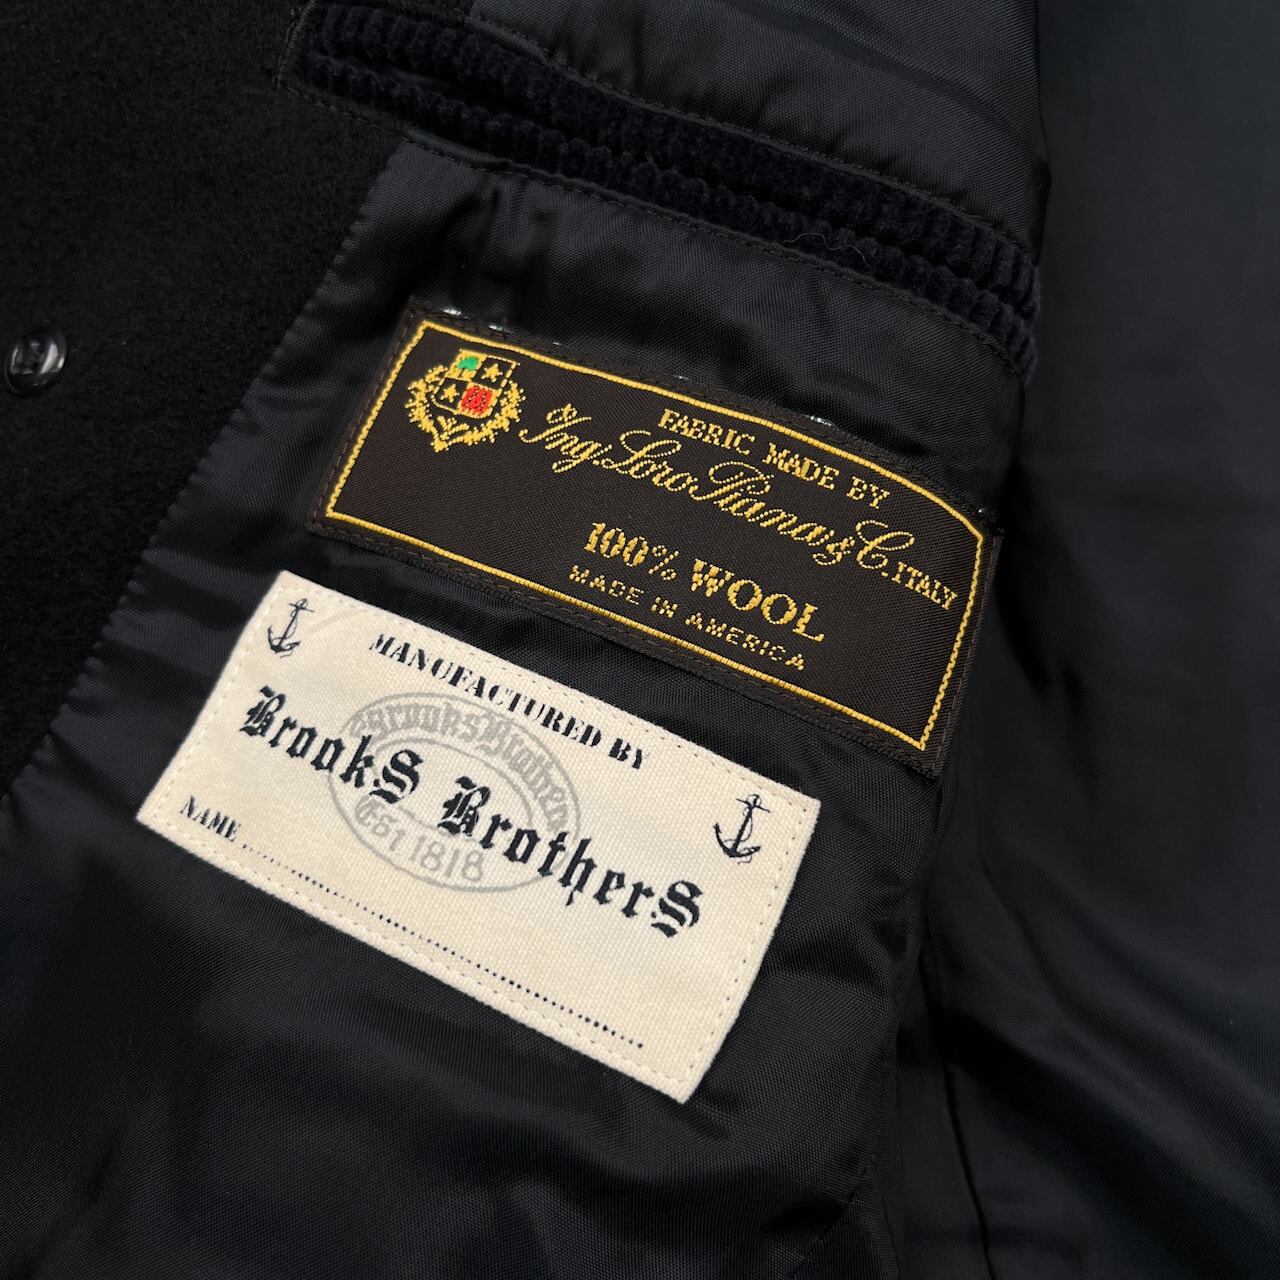 FABRIC MADE BY
Ing. Loro Piana & C. ITALY
100% WOOL
MADE IN AMERICA
MANUFACTURED BY
BrookS BrotherS
Brooks Brothers
Est 1818
NAME